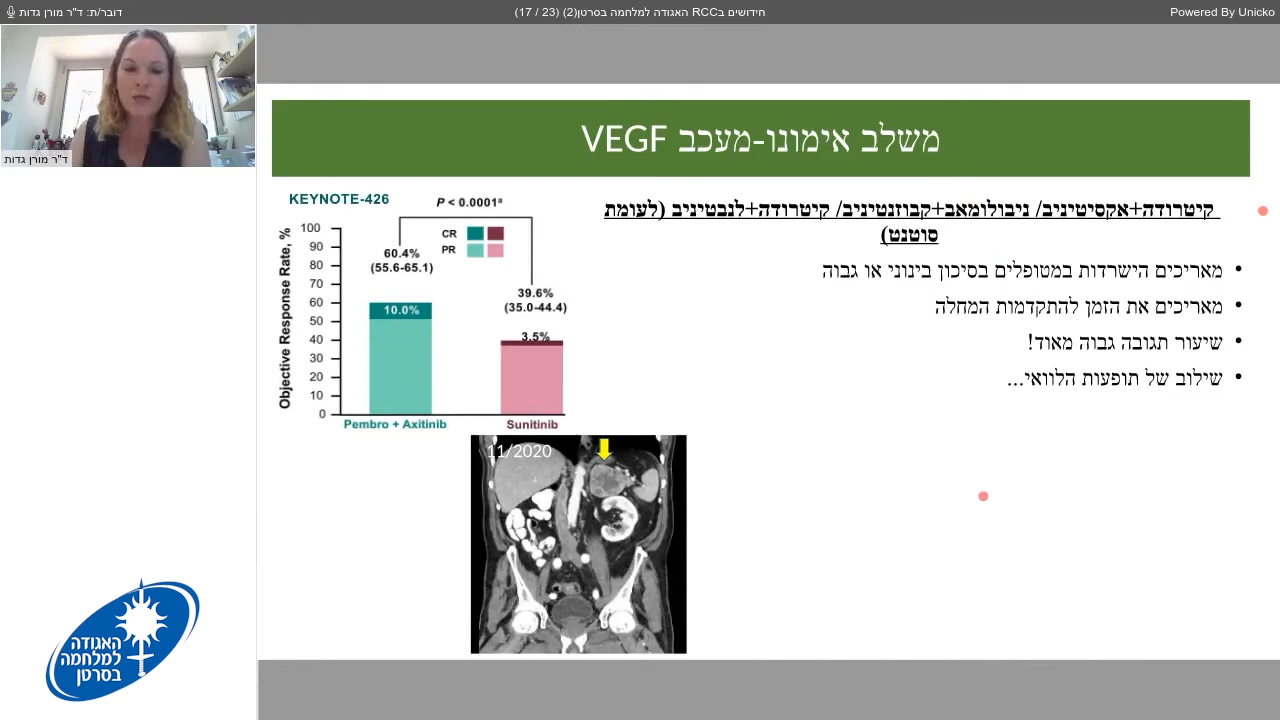 דובר/ת: ד"ר מורן גדות
חידושים בRCC האגודה למלחמה בסרטן(2) (23 / 17)
Powered By Unicko
ד"ר מורן גדות
משלב אימונו-מעכב VEGF
קיטרודה+אקסיטיניב/ ניבולומאב+קבוזנטיניב/ קיטרודה+לנבטיניב (לעומת
סוטנט)
• מאריכים הישרדות במטופלים בסיכון בינוני או גבוה
• מאריכים את הזמן להתקדמות המחלה
• שיעור תגובה גבוה מאוד!
• שילוב של תופעות הלוואי...
KEYNOTE-426
P < 0.0001ᵃ
CR
PR
60.4%
(55.6-65.1)
39.6%
(35.0-44.4)
10.0%
3.5%
Objective Response Rate, %
100
90
80
70
60
50
40
30
20
10
0
Pembro + Axitinib
Sunitinib
11/2020
האגודה
למלחמה
בסרטן